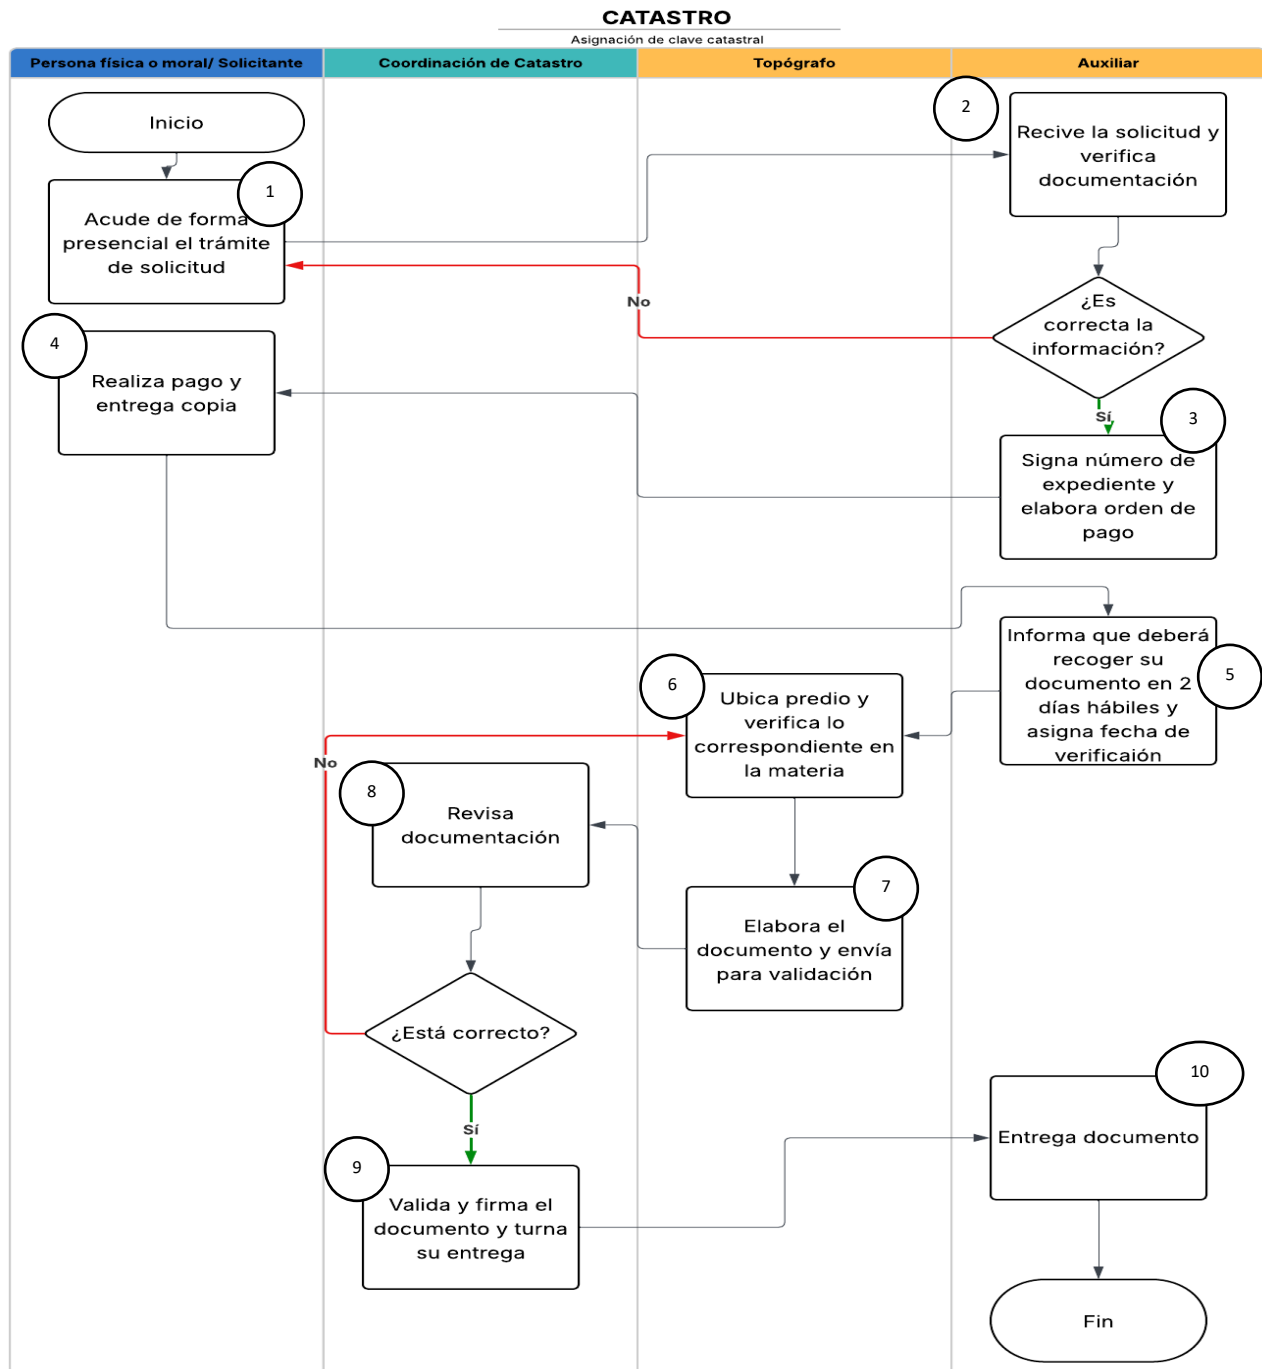 CATASTRO
Asignación de clave catastral
Persona física o moral/ Solicitante
Coordinación de Catastro
Topógrafo
Auxiliar
Inicio
1
Acude de forma
presencial el trámite
de solicitud
2
Recive la solicitud y
verifica
documentación
No
¿Es
correcta la
información?
Sí
4
Realiza pago y
entrega copia
3
Signa número de
expediente y
elabora orden de
pago
5
Informa que deberá
recoger su
documento en 2
días hábiles y
asigna fecha de
verificaión
6
Ubica predio y
verifica lo
correspondiente en
la materia
No
8
Revisa
documentación
7
Elabora el
documento y envía
para validación
¿Está correcto?
Sí
9
Valida y firma el
documento y turna
su entrega
10
Entrega documento
Fin